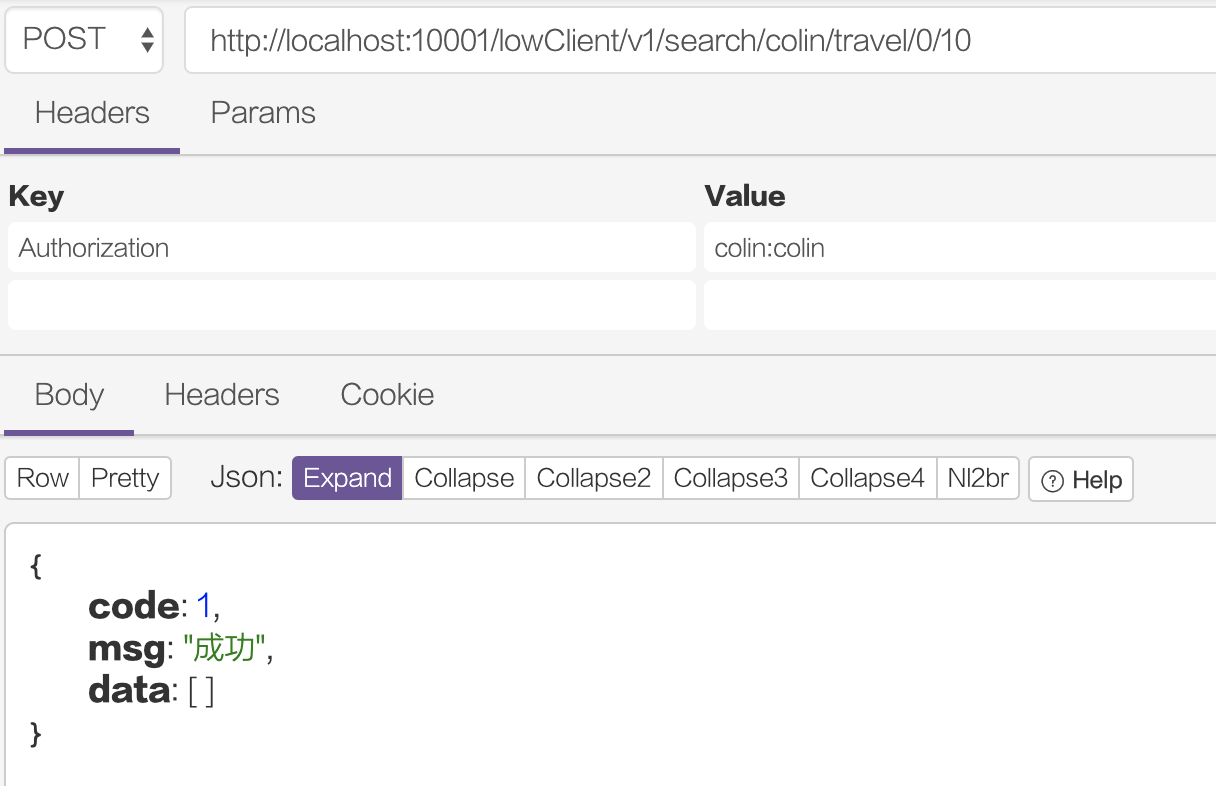 POST http://localhost:10001/lowClient/v1/search/colin/travel/0/10
Headers Params
Key Value
Authorization colin:colin
Body Headers Cookie
Row Pretty Json: Expand Collapse Collapse2 Collapse3 Collapse4 Nl2br ? Help
{
code: 1,
msg: "成功",
data: [ ]
}